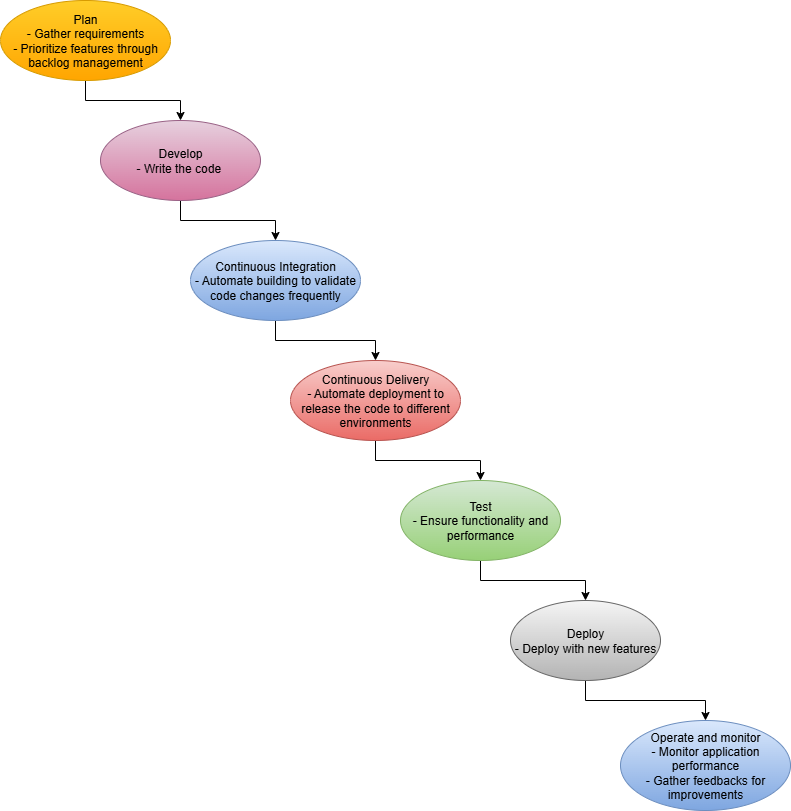 Plan
- Gather requirements
- Prioritize features through
backlog management
Develop
- Write the code
Continuous Integration
- Automate building to validate
code changes frequently
Continuous Delivery
- Automate deployment to
release the code to different
environments
Test
- Ensure functionality and
performance
Deploy
- Deploy with new features
Operate and monitor
- Monitor application
performance
- Gather feedbacks for
improvements